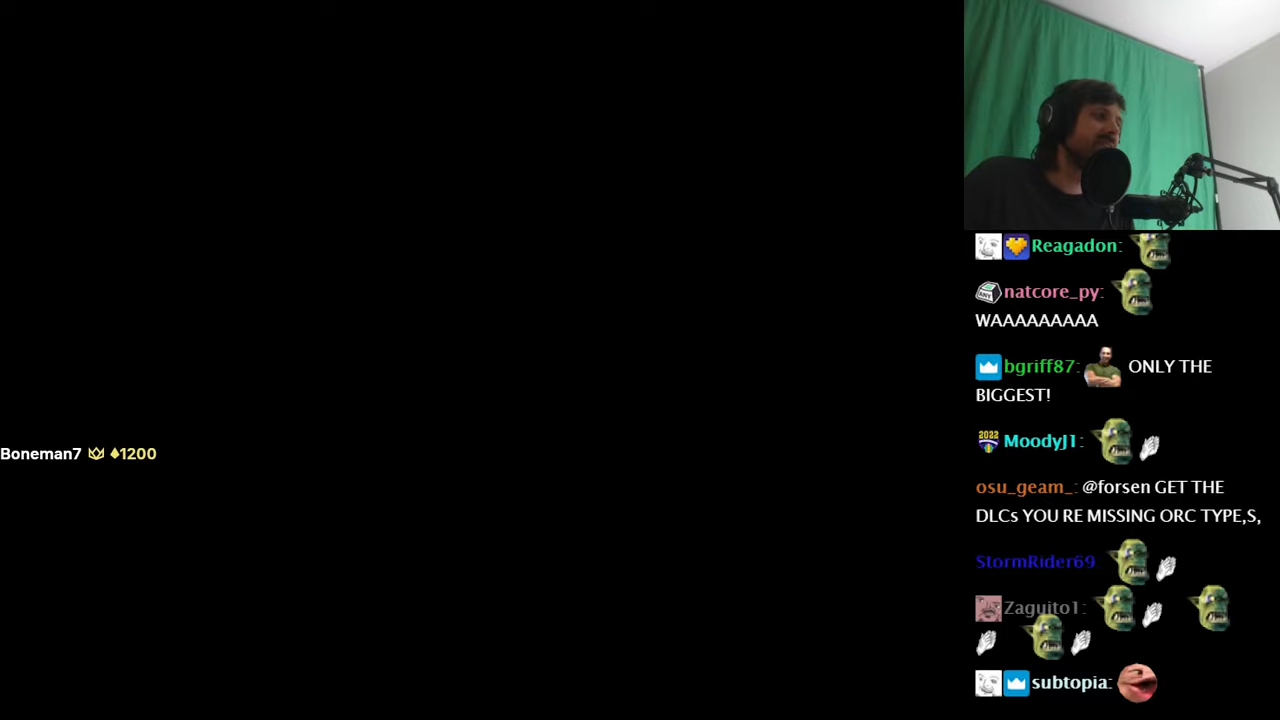 Reagadon:
natcore_py:
WAAAAAAAAA
bgriff87: ONLY THE
BIGGEST!
2022 MoodyJ1:
Boneman7 1200
osu_geam_: @forsen GET THE
DLCs YOU RE MISSING ORC TYPE,S,
StormRider69
Zaguito1:
subtopia: